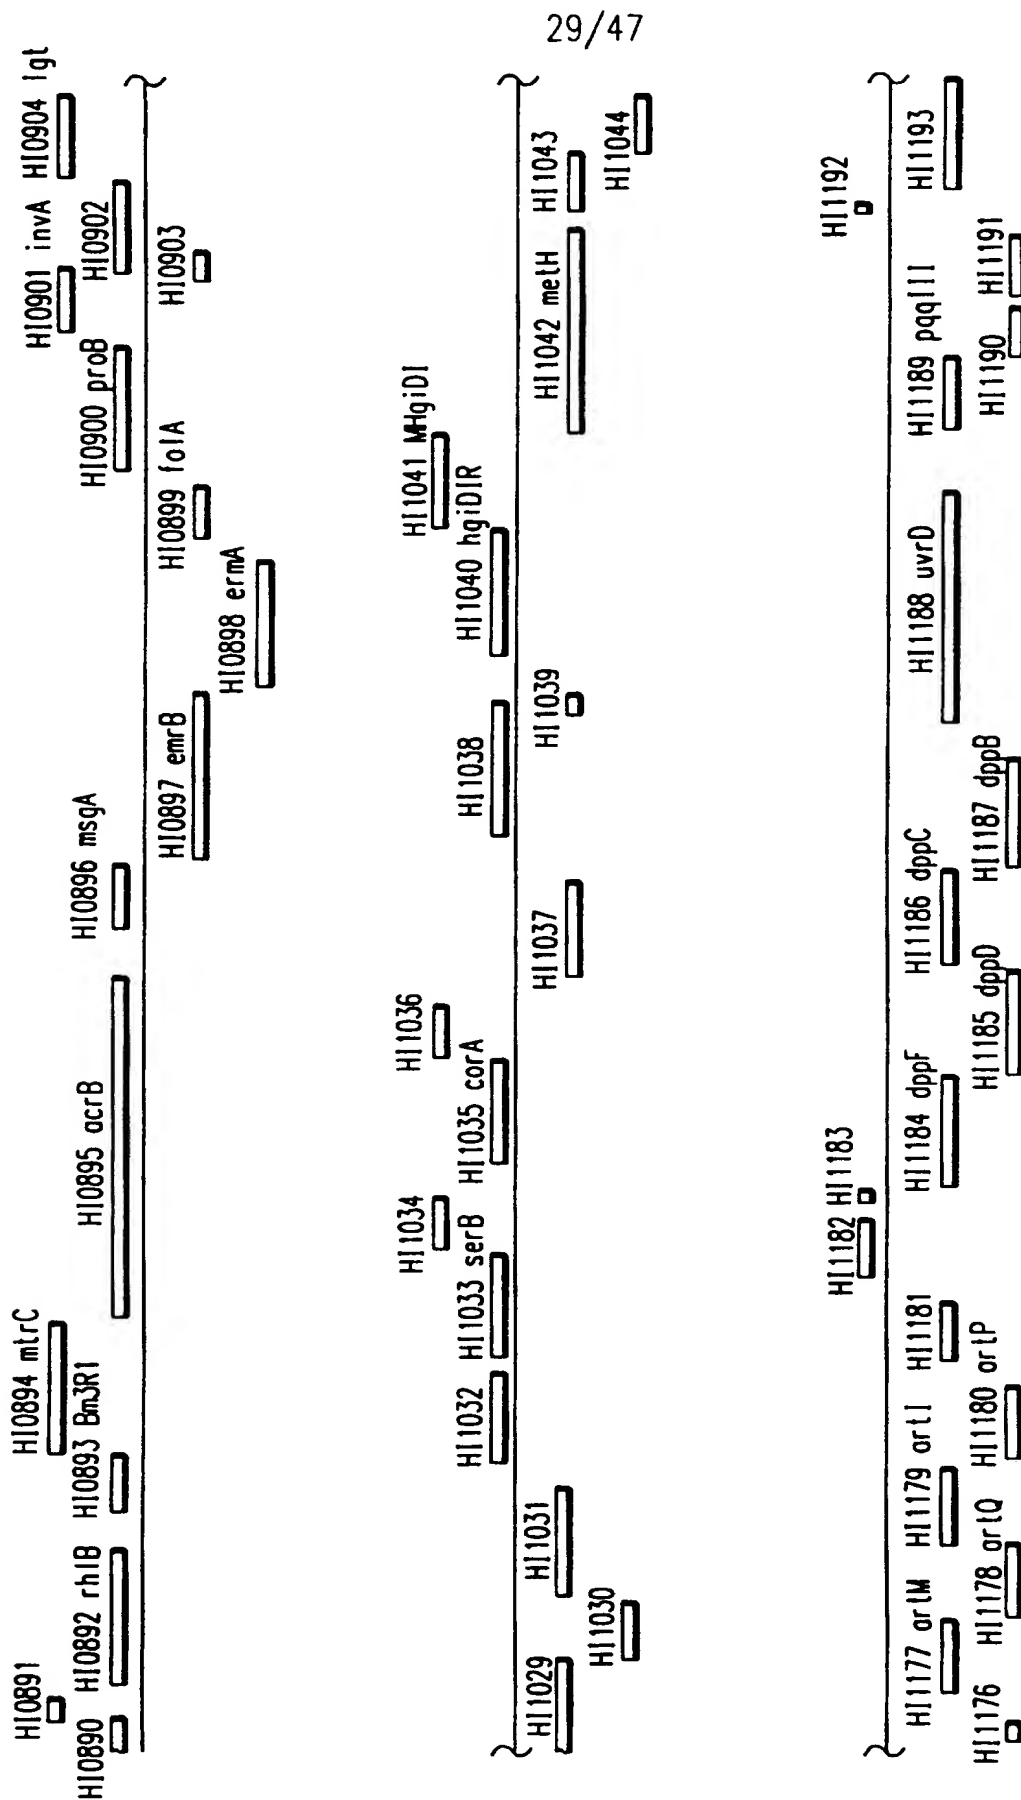 29/47
HI0890
HI0891
HI0892 rhlB
HI0893 Bm3R1
HI0894 mtrC
HI0895 acrB
HI0896 msgA
HI0897 emrB
HI0898 ermA
HI0899 folA
HI0900 proB
HI0901 invA
HI0902
HI0903
HI0904 lgt
HI1029
HI1030
HI1031
HI1032
HI1033 serB
HI1034
HI1035 corA
HI1036
HI1037
HI1038
HI1039
HI1040 hgiDIR
HI1041 MHgiDI
HI1042 metH
HI1043
HI1044
HI1176
HI1177 artM
HI1178 artQ
HI1179 artI
HI1180 artP
HI1181
HI1182
HI1183
HI1184 dppF
HI1185 dppD
HI1186 dppC
HI1187 dppB
HI1188 uvrD
HI1189 pqqIII
HI1190
HI1191
HI1192
HI1193